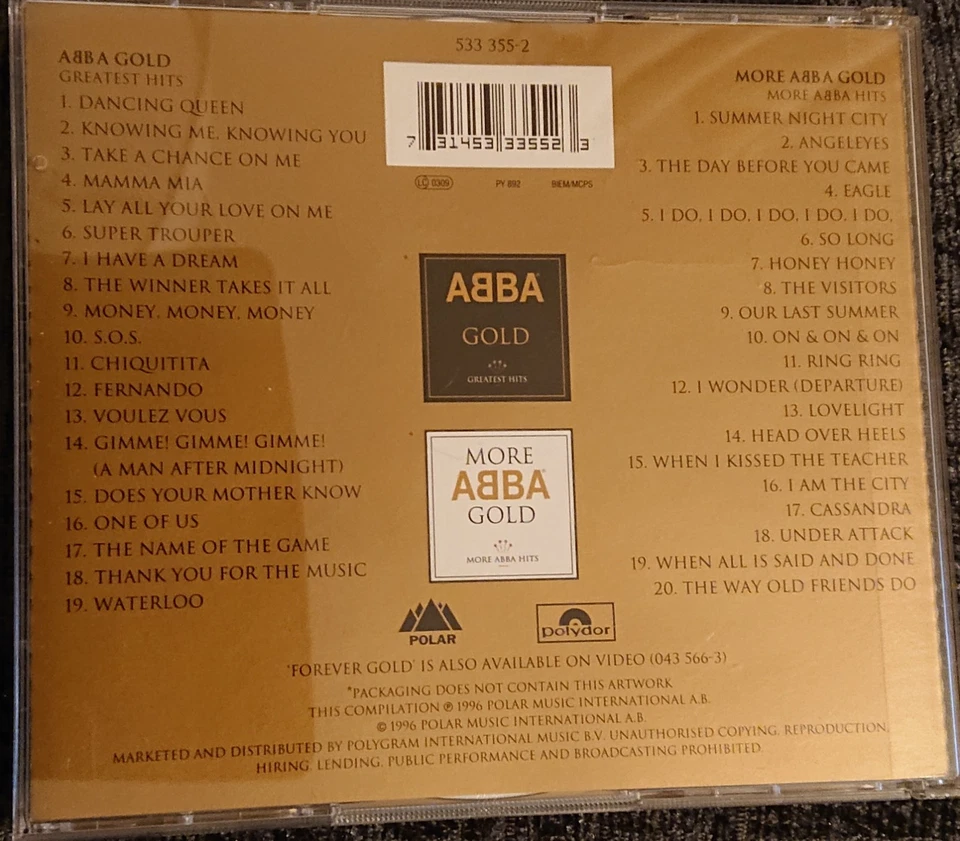 533 355-2
ABBA GOLD
GREATEST HITS
1. DANCING QUEEN
2. KNOWING ME, KNOWING YOU
3. TAKE A CHANCE ON ME
4. MAMMA MIA
5. LAY ALL YOUR LOVE ON ME
6. SUPER TROUPER
7. I HAVE A DREAM
8. THE WINNER TAKES IT ALL
9. MONEY, MONEY, MONEY
10. S.O.S.
11. CHIQUITITA
12. FERNANDO
13. VOULEZ VOUS
14. GIMME! GIMME! GIMME!
(A MAN AFTER MIDNIGHT)
15. DOES YOUR MOTHER KNOW
16. ONE OF US
17. THE NAME OF THE GAME
18. THANK YOU FOR THE MUSIC
19. WATERLOO
7 31453 33552 3
LC 0309 PY 892 BIEM/MCPS
ABBA
GOLD
GREATEST HITS
MORE
ABBA
GOLD
MORE ABBA HITS
MORE ABBA GOLD
MORE ABBA HITS
1. SUMMER NIGHT CITY
2. ANGELEYES
3. THE DAY BEFORE YOU CAME
4. EAGLE
5. I DO, I DO, I DO, I DO, I DO,
6. SO LONG
7. HONEY HONEY
8. THE VISITORS
9. OUR LAST SUMMER
10. ON & ON & ON
11. RING RING
12. I WONDER (DEPARTURE)
13. LOVELIGHT
14. HEAD OVER HEELS
15. WHEN I KISSED THE TEACHER
16. I AM THE CITY
17. CASSANDRA
18. UNDER ATTACK
19. WHEN ALL IS SAID AND DONE
20. THE WAY OLD FRIENDS DO
POLAR
polydor
'FOREVER GOLD' IS ALSO AVAILABLE ON VIDEO (043 566-3)
*PACKAGING DOES NOT CONTAIN THIS ARTWORK
THIS COMPILATION ℗ 1996 POLAR MUSIC INTERNATIONAL A.B.
© 1996 POLAR MUSIC INTERNATIONAL A.B.
MARKETED AND DISTRIBUTED BY POLYGRAM INTERNATIONAL MUSIC B.V. UNAUTHORISED COPYING, REPRODUCTION,
HIRING, LENDING, PUBLIC PERFORMANCE AND BROADCASTING PROHIBITED.